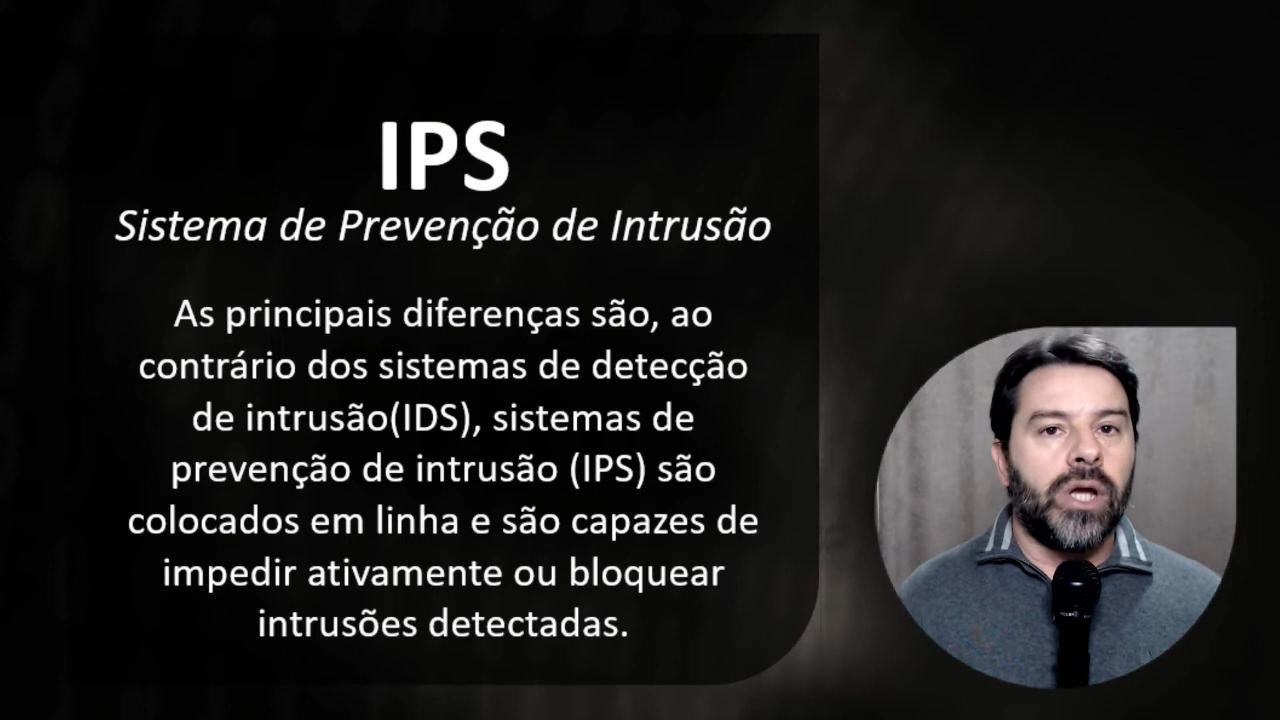 IPS
Sistema de Prevenção de Intrusão
As principais diferenças são, ao
contrário dos sistemas de detecção
de intrusão(IDS), sistemas de
prevenção de intrusão (IPS) são
colocados em linha e são capazes de
impedir ativamente ou bloquear
intrusões detectadas.